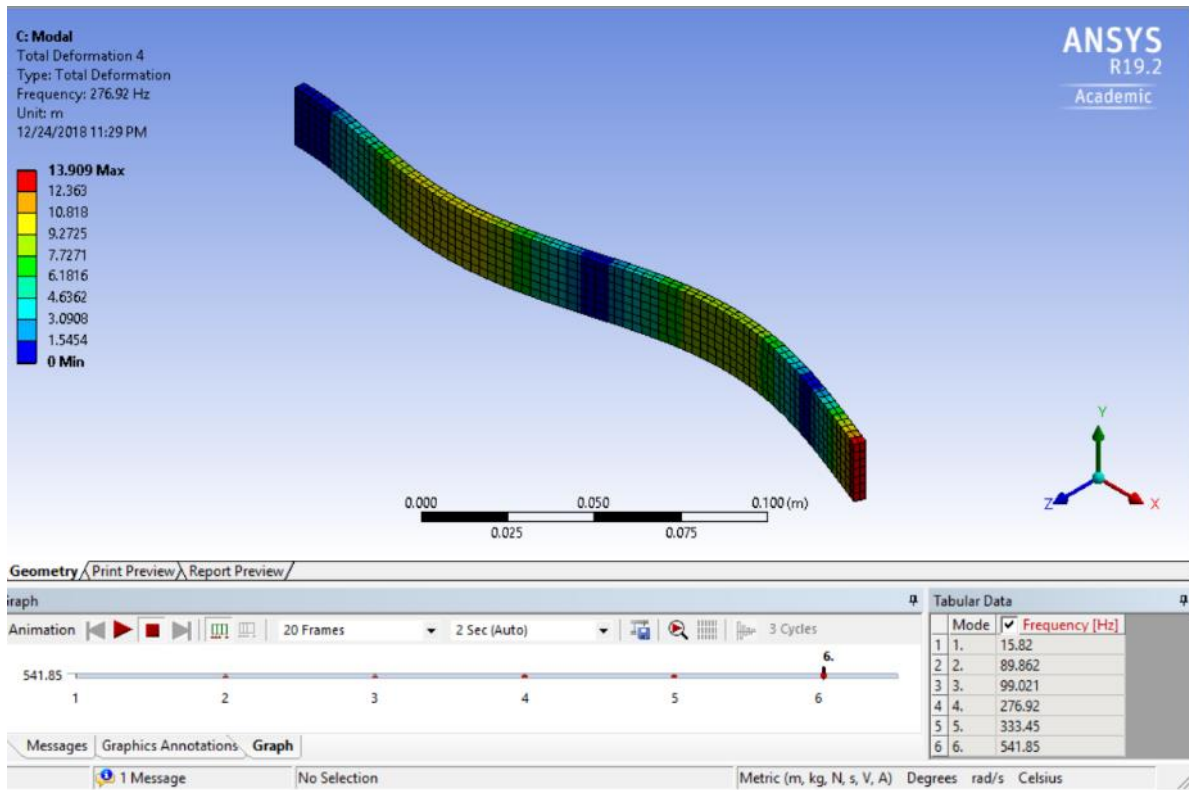 C: Modal
Total Deformation 4
Type: Total Deformation
Frequency: 276.92 Hz
Unit: m
12/24/2018 11:29 PM
13.909 Max
12.363
10.818
9.2725
7.7271
6.1816
4.6362
3.0908
1.5454
0 Min
ANSYS
R19.2
Academic
0.000 0.050 0.100 (m)
0.025 0.075
Y
Z X
Geometry Print Preview Report Preview
Graph
Animation 20 Frames 2 Sec (Auto) 3 Cycles
6.
541.85
1 2 3 4 5 6
Messages Graphics Annotations Graph
Tabular Data
Mode Frequency [Hz]
1 1. 15.82
2 2. 89.862
3 3. 99.021
4 4. 276.92
5 5. 333.45
6 6. 541.85
1 Message No Selection Metric (m, kg, N, s, V, A) Degrees rad/s Celsius